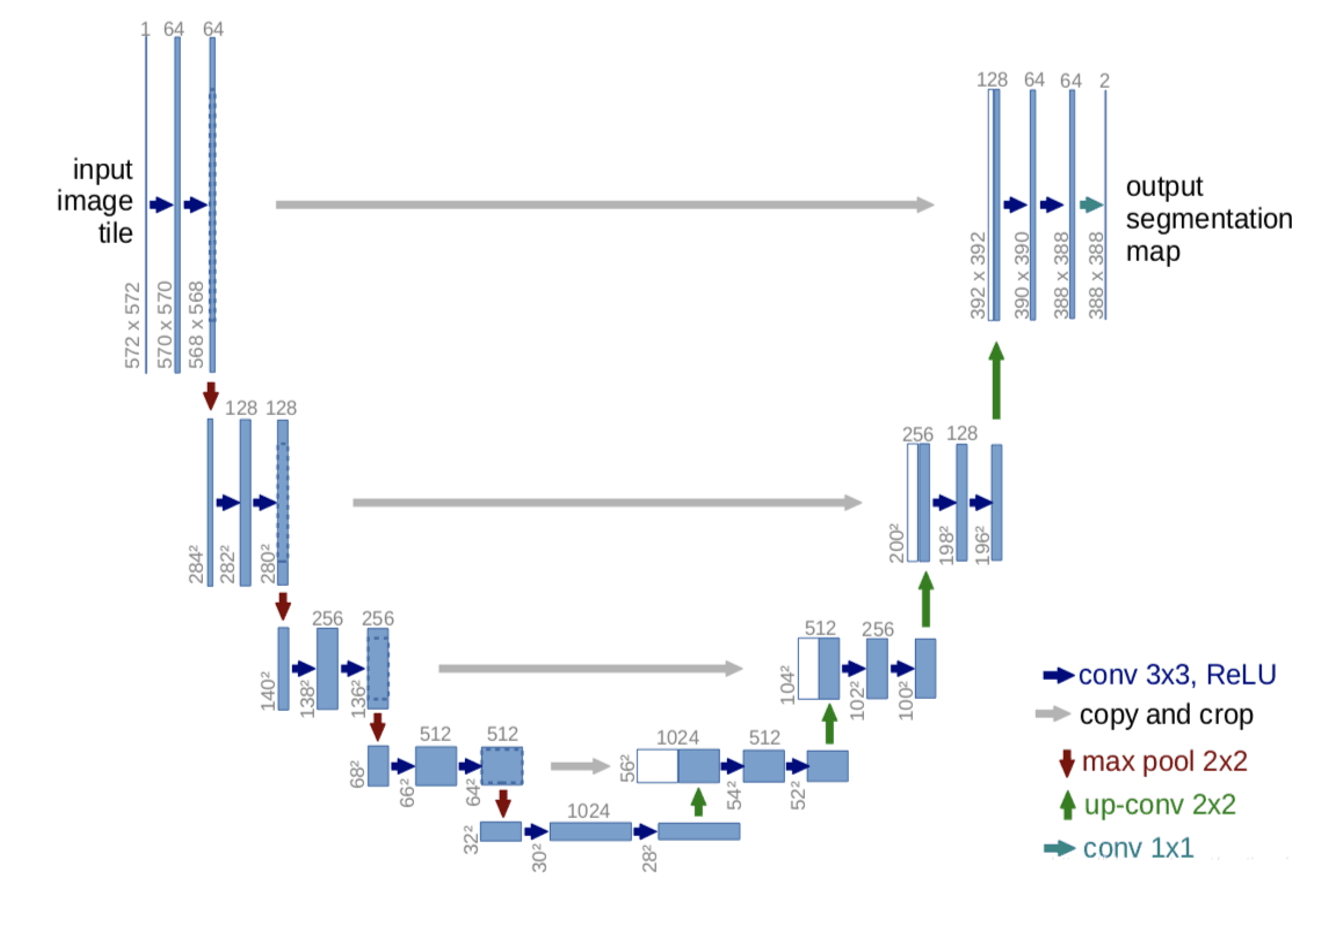 1 64 64
input
image
tile
572 x 572
570 x 570
568 x 568
128 64 64 2
output
segmentation
map
392 x 392
390 x 390
388 x 388
388 x 388
128 128
284²
282²
280²
256 128
200²
198²
196²
256 256
140²
138²
136²
512 256
104²
102²
100²
512 512
68²
66²
64²
1024 512
56²
54²
52²
1024
32²
30²
28²
conv 3x3, ReLU
copy and crop
max pool 2x2
up-conv 2x2
conv 1x1